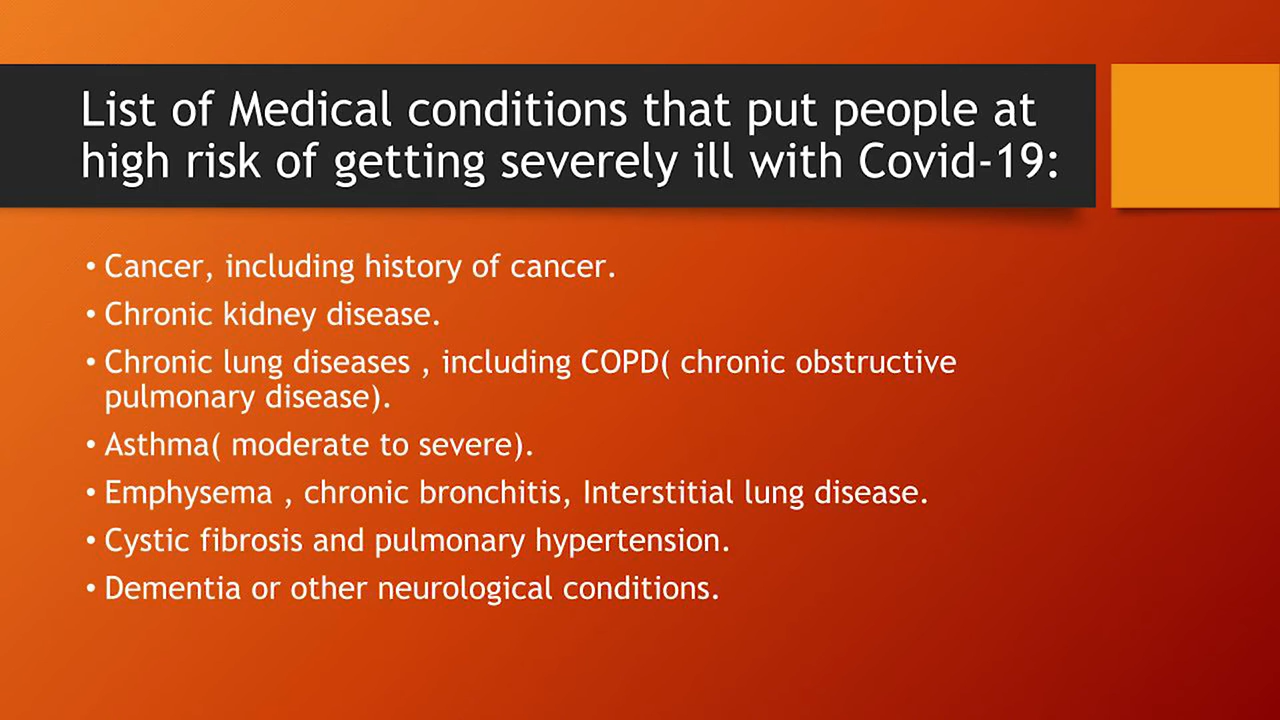 List of Medical conditions that put people at
high risk of getting severely ill with Covid-19:
• Cancer, including history of cancer.
• Chronic kidney disease.
• Chronic lung diseases , including COPD( chronic obstructive
pulmonary disease).
• Asthma( moderate to severe).
• Emphysema , chronic bronchitis, Interstitial lung disease.
• Cystic fibrosis and pulmonary hypertension.
• Dementia or other neurological conditions.